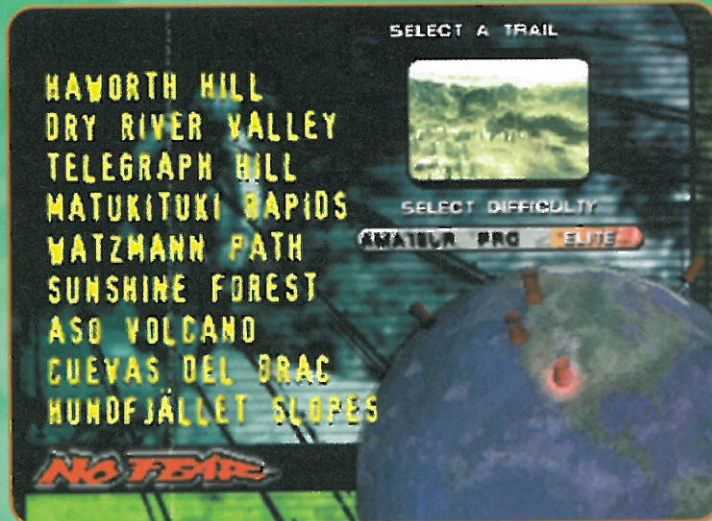 SELECT A TRAIL
HAWORTH HILL
DRY RIVER VALLEY
TELEGRAPH HILL
MATUKITUKI RAPIDS
WATZMANN PATH
SUNSHINE FOREST
ASO VOLCANO
CUEVAS DEL DRAC
HUNDFJÄLLET SLOPES
SELECT DIFFICULTY
AMATEUR PRO ELITE
NO FEAR